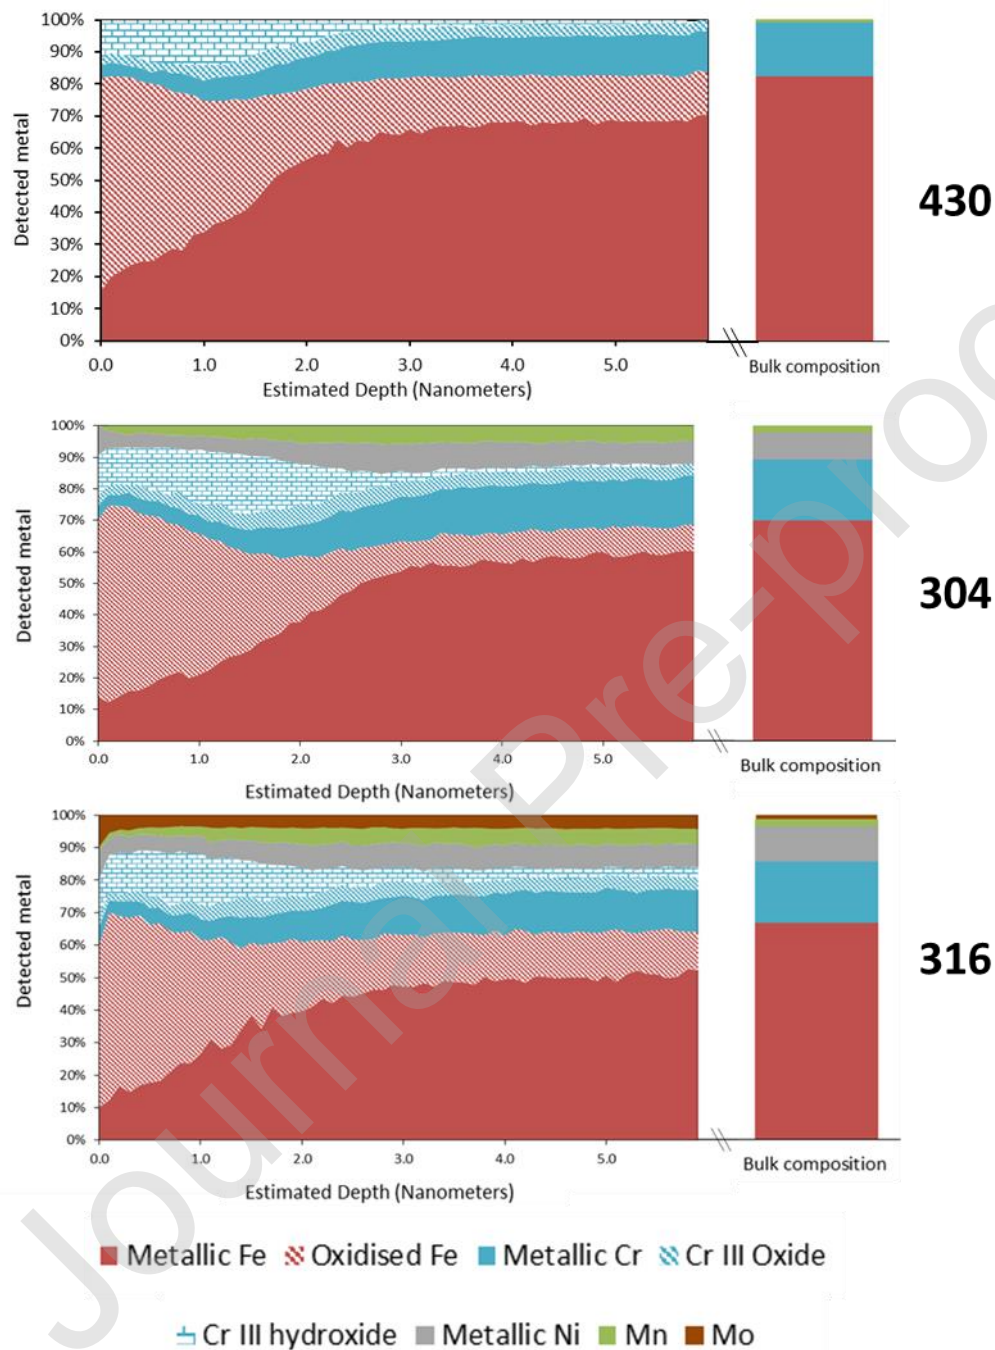 100%
90%
80%
70%
60%
50%
40%
30%
20%
10%
0%
Detected metal
0.0 1.0 2.0 3.0 4.0 5.0
Estimated Depth (Nanometers)
Bulk composition
430
100%
90%
80%
70%
60%
50%
40%
30%
20%
10%
0%
Detected metal
0.0 1.0 2.0 3.0 4.0 5.0
Estimated Depth (Nanometers)
Bulk composition
304
100%
90%
80%
70%
60%
50%
40%
30%
20%
10%
0%
Detected metal
0.0 1.0 2.0 3.0 4.0 5.0
Estimated Depth (Nanometers)
Bulk composition
316
Metallic Fe Oxidised Fe Metallic Cr Cr III Oxide
Cr III hydroxide Metallic Ni Mn Mo
Journal Pre-proo